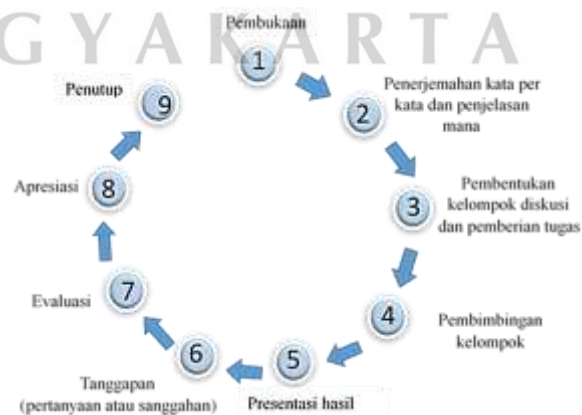 GYAKARTA
Pembukaan
1
Penerjemahan kata per
kata dan penjelasan
mana
2
Pembentukan
kelompok diskusi
dan pemberian tugas
3
Pembimbingan
kelompok
4
Presentasi hasil
5
Tanggapan
(pertanyaan atau sanggahan)
6
Evaluasi
7
Apresiasi
8
Penutup
9